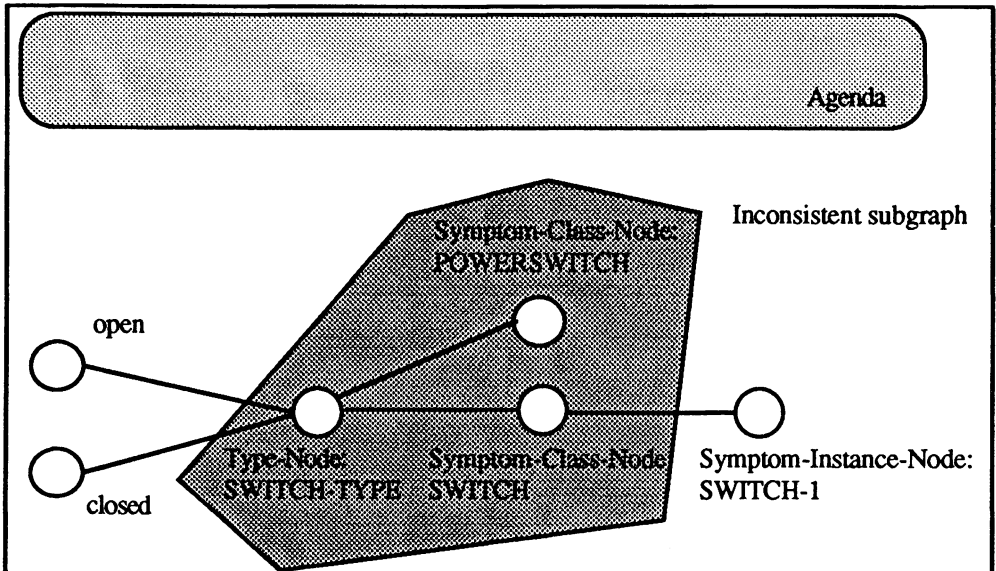 Agenda
Symptom-Class-Node:
POWERSWITCH
Inconsistent subgraph
open
closed
Type-Node:
SWITCH-TYPE
Symptom-Class-Node
SWITCH
Symptom-Instance-Node:
SWITCH-1